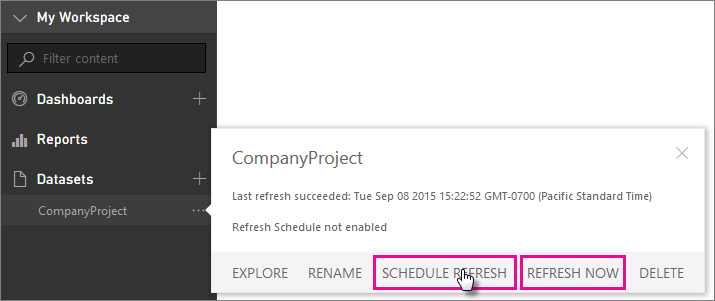 My Workspace
Filter content
Dashboards
Reports
Datasets
CompanyProject
CompanyProject
Last refresh succeeded: Tue Sep 08 2015 15:22:52 GMT-0700 (Pacific Standard Time)
Refresh Schedule not enabled
EXPLORE RENAME SCHEDULE REFRESH REFRESH NOW DELETE